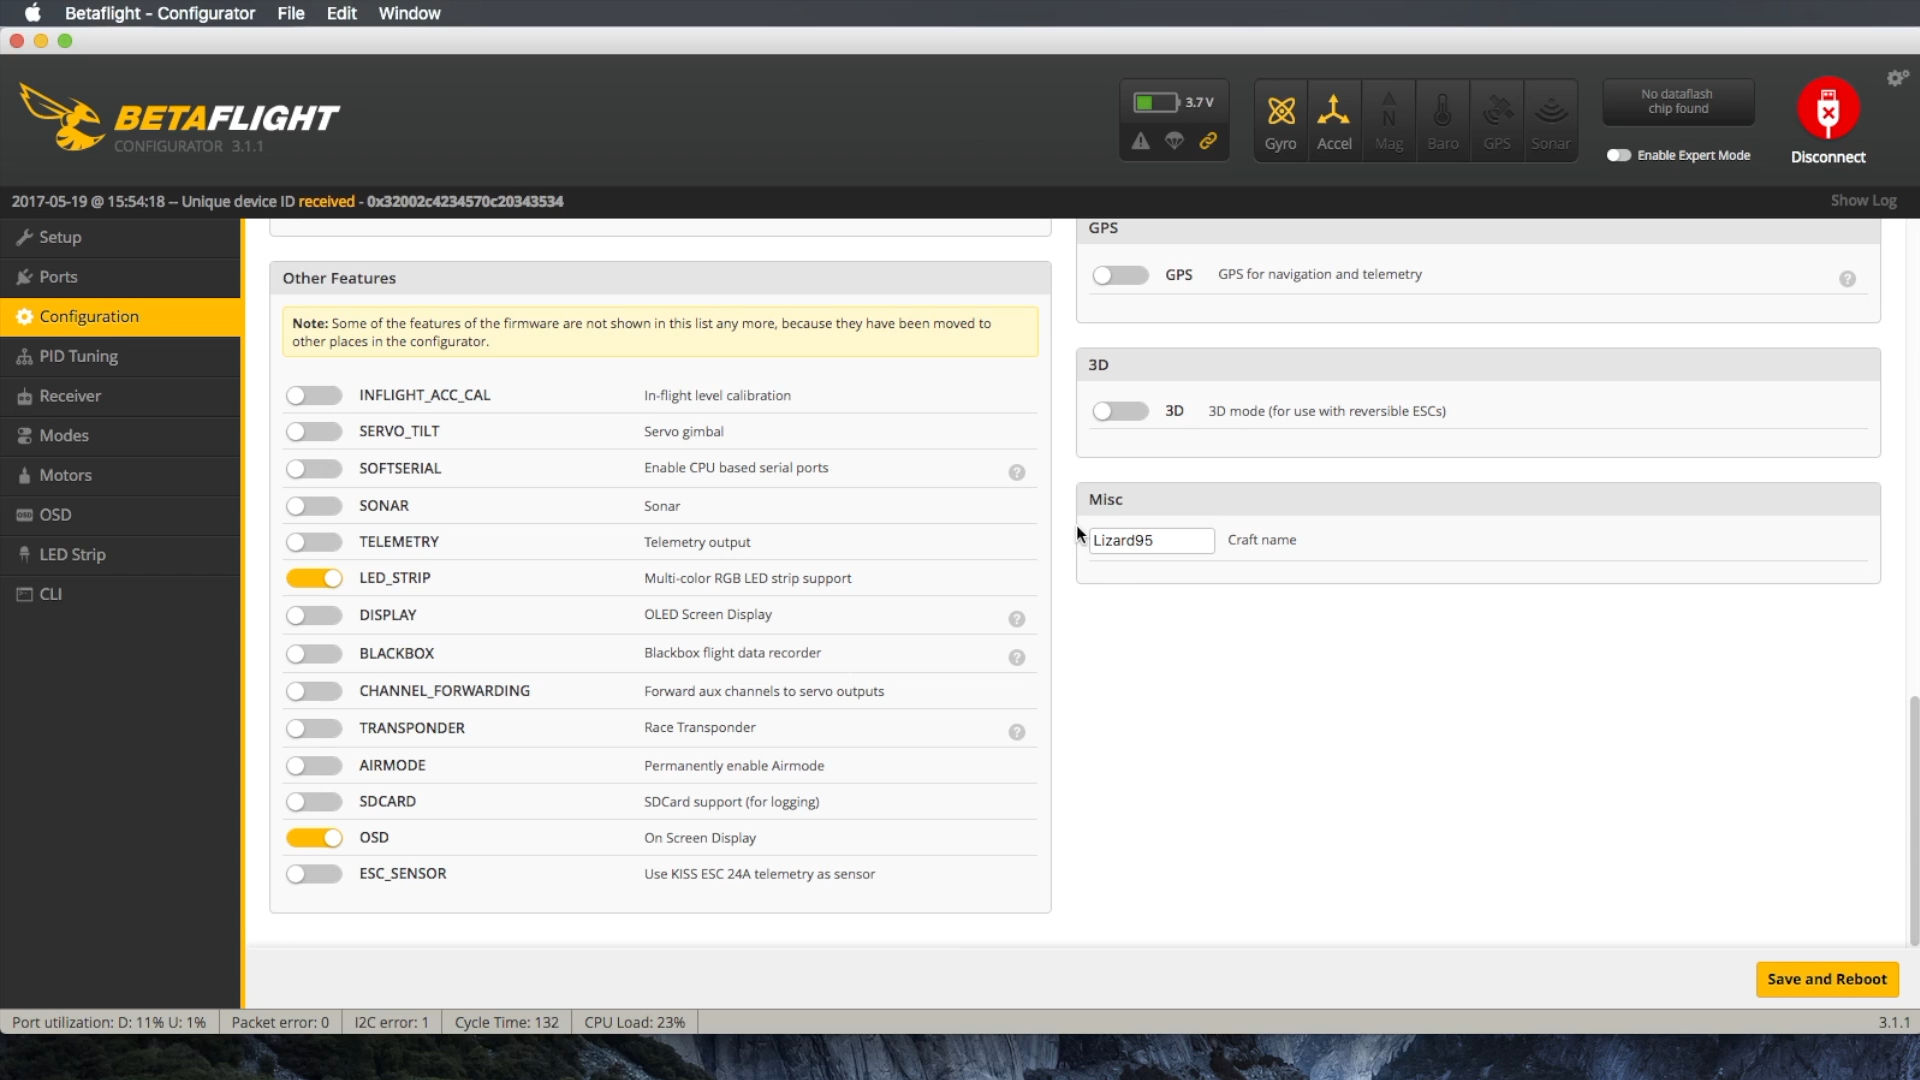 Betaflight - Configurator File Edit Window
BETAFLIGHT
CONFIGURATOR 3.1.1
3.7 V
Gyro Accel Mag Baro GPS Sonar
No dataflash
chip found
Enable Expert Mode
Disconnect
2017-05-19 @ 15:54:18 -- Unique device ID received - 0x32002c4234570c20343534
Show Log
Setup
Ports
Configuration
PID Tuning
Receiver
Modes
Motors
OSD
LED Strip
CLI
Other Features
Note: Some of the features of the firmware are not shown in this list any more, because they have been moved to
other places in the configurator.
INFLIGHT_ACC_CAL In-flight level calibration
SERVO_TILT Servo gimbal
SOFTSERIAL Enable CPU based serial ports ?
SONAR Sonar
TELEMETRY Telemetry output
LED_STRIP Multi-color RGB LED strip support
DISPLAY OLED Screen Display ?
BLACKBOX Blackbox flight data recorder ?
CHANNEL_FORWARDING Forward aux channels to servo outputs
TRANSPONDER Race Transponder ?
AIRMODE Permanently enable Airmode
SDCARD SDCard support (for logging)
OSD On Screen Display
ESC_SENSOR Use KISS ESC 24A telemetry as sensor
GPS
GPS GPS for navigation and telemetry ?
3D
3D 3D mode (for use with reversible ESCs)
Misc
Lizard95 Craft name
Save and Reboot
Port utilization: D: 11% U: 1% Packet error: 0 I2C error: 1 Cycle Time: 132 CPU Load: 23%
3.1.1